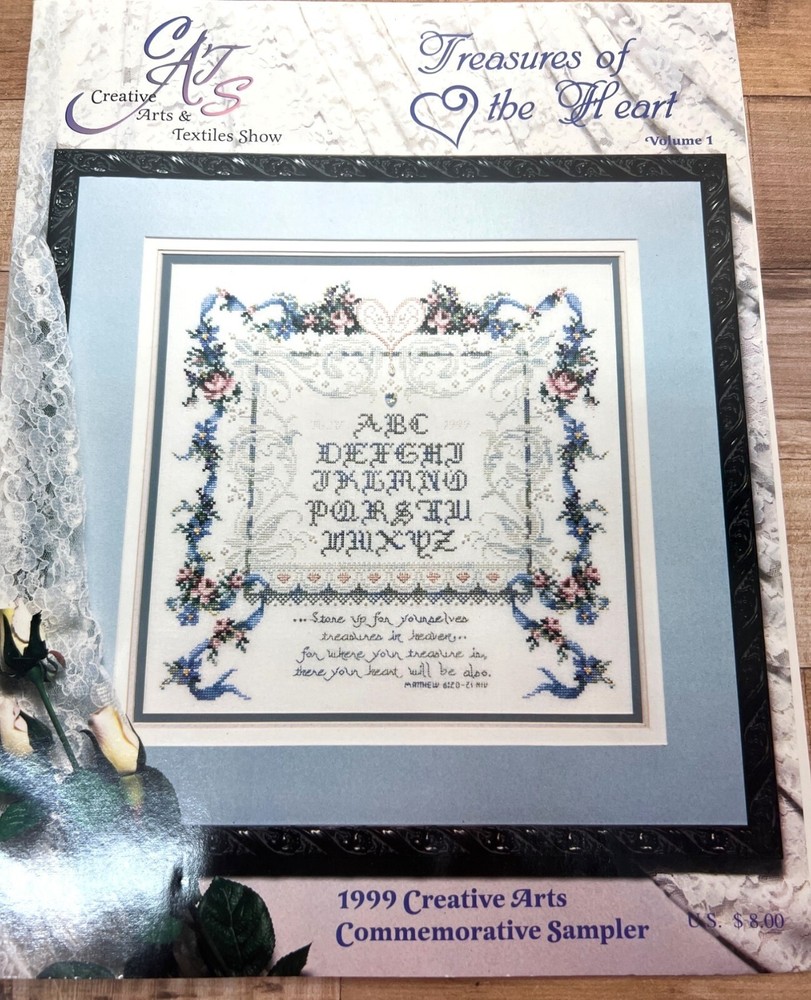 CATS
Creative
Arts &
Textiles Show
Treasures of
the Heart
Volume 1
1999
ABC
DEFGHI
JKLMNO
PQRSTU
VWXYZ
...Store up for yourselves
treasures in heaven...
for where your treasure is,
there your heart will be also.
MATTHEW 6:20-21 NIV
1999 Creative Arts
Commemorative Sampler
U.S. $8.00